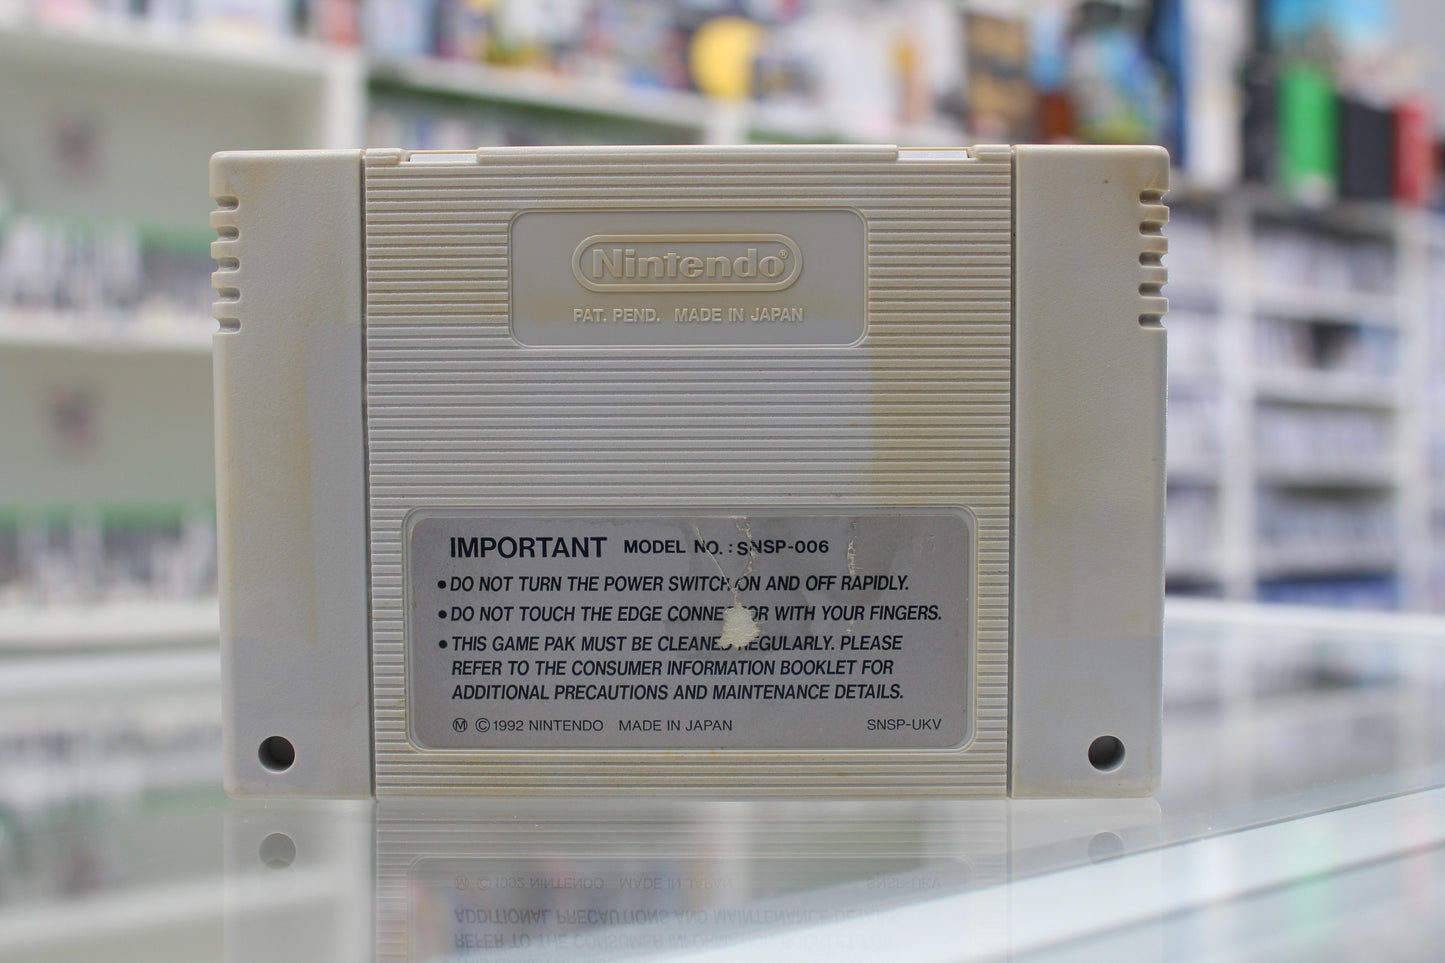 Nintendo®
PAT. PEND. MADE IN JAPAN
IMPORTANT MODEL NO.: SNSP-006
● DO NOT TURN THE POWER SWITCH ON AND OFF RAPIDLY.
● DO NOT TOUCH THE EDGE CONNECTOR WITH YOUR FINGERS.
● THIS GAME PAK MUST BE CLEANED REGULARLY. PLEASE
REFER TO THE CONSUMER INFORMATION BOOKLET FOR
ADDITIONAL PRECAUTIONS AND MAINTENANCE DETAILS.
Ⓜ ©1992 NINTENDO MADE IN JAPAN SNSP-UKV